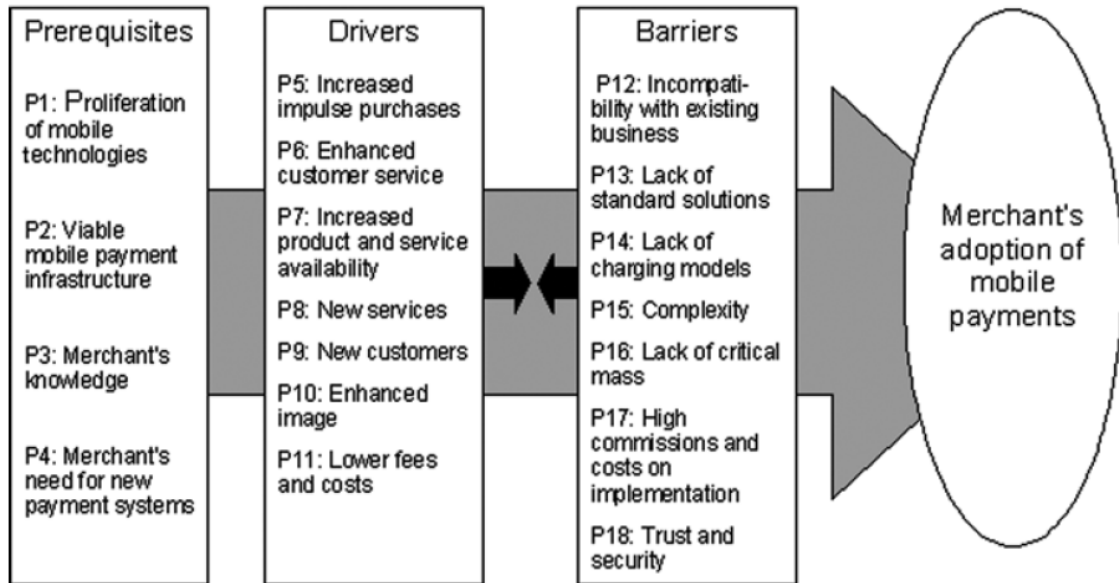 Prerequisites
P1: Proliferation
of mobile
technologies
P2: Viable
mobile payment
infrastructure
P3: Merchant's
knowledge
P4: Merchant's
need for new
payment systems
Drivers
P5: Increased
impulse purchases
P6: Enhanced
customer service
P7: Increased
product and service
availability
P8: New services
P9: New customers
P10: Enhanced
image
P11: Lower fees
and costs
Barriers
P12: Incompati-
bility with existing
business
P13: Lack of
standard solutions
P14: Lack of
charging models
P15: Complexity
P16: Lack of critical
mass
P17: High
commissions and
costs on
implementation
P18: Trust and
security
Merchant's
adoption of
mobile
payments